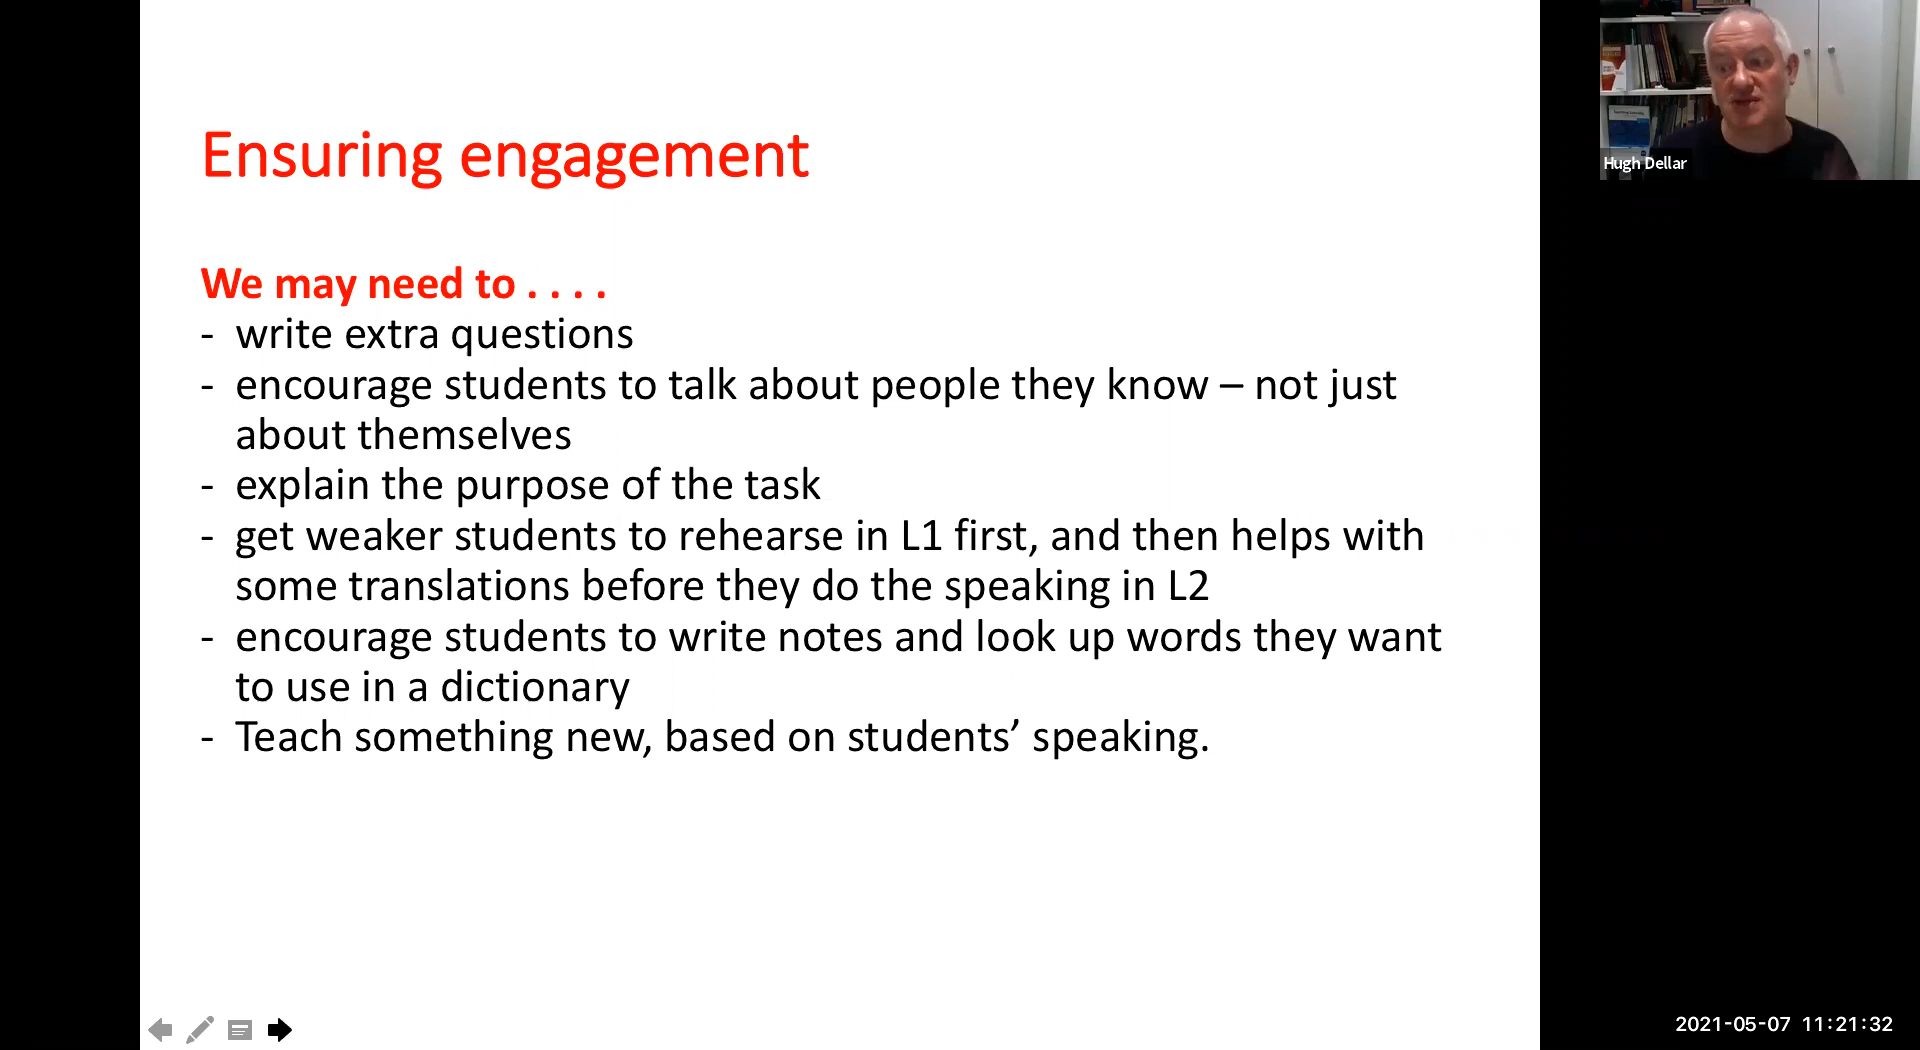 Ensuring engagement
We may need to . . . .
- write extra questions
- encourage students to talk about people they know – not just
about themselves
- explain the purpose of the task
- get weaker students to rehearse in L1 first, and then helps with
some translations before they do the speaking in L2
- encourage students to write notes and look up words they want
to use in a dictionary
- Teach something new, based on students’ speaking.
Hugh Dellar
2021-05-07 11:21:32